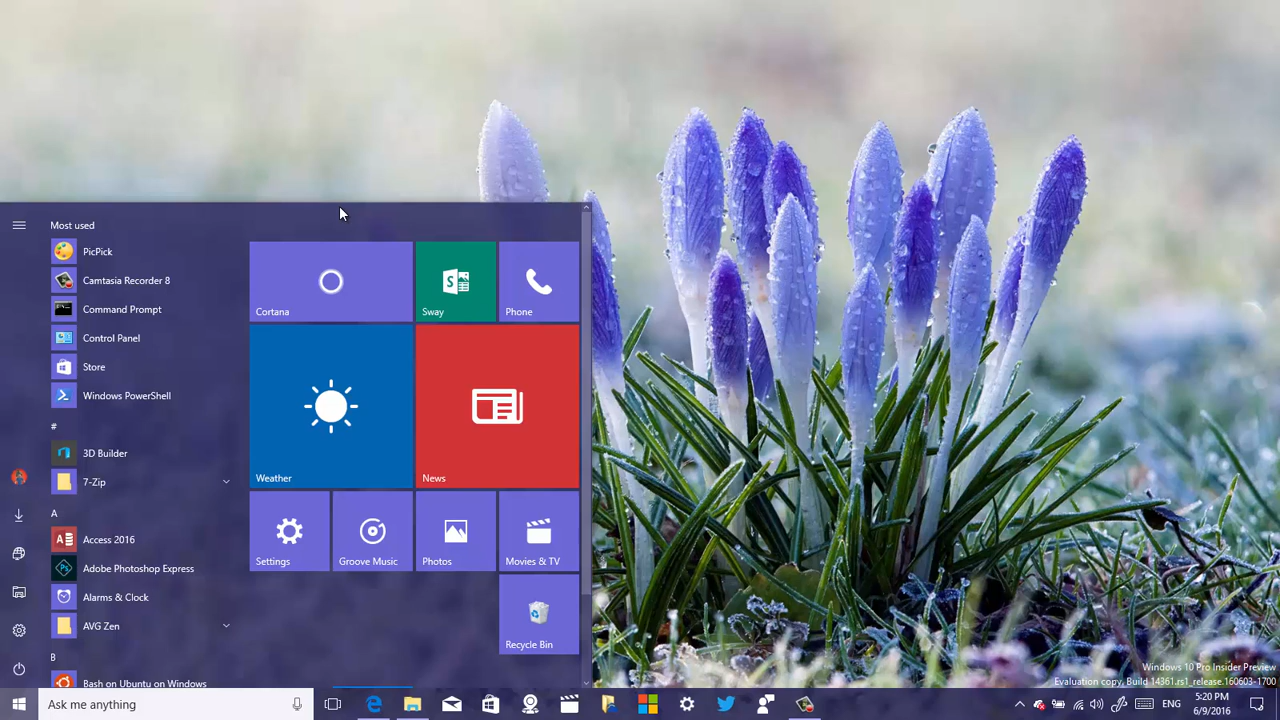 Most used
PicPick
Camtasia Recorder 8
Command Prompt
Control Panel
Store
Windows PowerShell
#
3D Builder
7-Zip
A
Access 2016
Adobe Photoshop Express
Alarms & Clock
AVG Zen
B
Bash on Ubuntu on Windows
Cortana
Sway
Phone
Weather
News
Settings
Groove Music
Photos
Movies & TV
Recycle Bin
Windows 10 Pro Insider Preview
Evaluation copy. Build 14361.rs1_release.160603-1700
Ask me anything
ENG
5:20 PM
6/9/2016